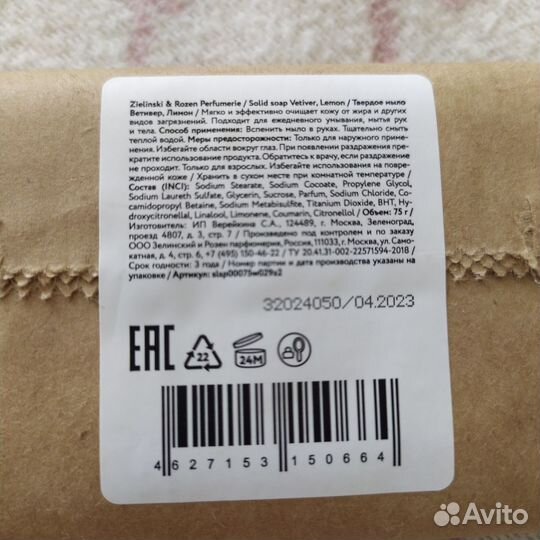 Zielinski & Rozen Perfumerie / Solid soap Vetiver, Lemon / Твердое мыло
Ветивер, Лимон / Мягко и эффективно очищает кожу от жира и других
видов загрязнений. Подходит для ежедневного умывания, мытья рук
и тела. Способ применения: Вспенить мыло в руках. Тщательно смыть
теплой водой. Меры предосторожности: Только для наружного приме-
нения. Избегайте области вокруг глаз. При появлении раздражения пре-
кратите использование продукта. Обратитесь к врачу, если раздражение
не проходит. Только для взрослых. Избегайте использования на повре-
жденной коже / Хранить в сухом месте при комнатной температуре /
Состав (INCI): Sodium Stearate, Sodium Cocoate, Propylene Glycol,
Sodium Laureth Sulfate, Glycerin, Sucrose, Parfum, Sodium Chloride, Co-
camidopropyl Betaine, Sodium Metabisulfite, Titanium Dioxide, BHT, Hy-
droxycitronellal, Linalool, Limonene, Coumarin, Citronellol / Объем: 75 г /
Изготовитель: ИП Верейкина С.А., 124489, г. Москва, Зеленоград,
проезд 4807, д. 3, стр. 7 / Произведено под контролем и по заказу
ООО Зелинский и Розен парфюмерия, Россия, 111033, г. Москва, ул. Само-
катная, д. 4, стр. 6, +7 (495) 150-46-22 / ТУ 20.41.31-002-22571594-2018 /
Срок годности: 3 года / Номер партии и дата производства указаны на
упаковке / Артикул: slsp00075w029s2
32024050/04.2023
EAC 22 24M
4 627153 150664
Avito